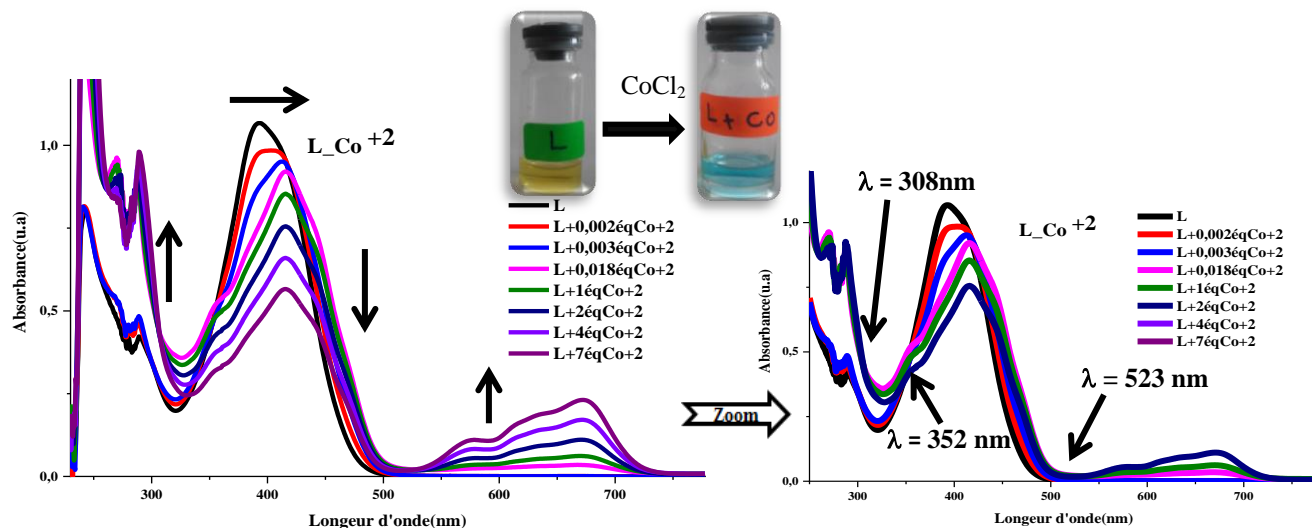 CoCl₂
L
L + Co
1,0
0,5
0,0
Absorbance(u.a)
300
400
500
600
700
Longeur d'onde(nm)
L_Co +2
L
L+0,002éqCo+2
L+0,003éqCo+2
L+0,018éqCo+2
L+1éqCo+2
L+2éqCo+2
L+4éqCo+2
L+7éqCo+2
Zoom
1,0
0,5
0,0
Absorbance(u.a)
300
400
500
600
700
Longeur d'onde(nm)
λ = 308nm
L_Co +2
λ = 352 nm
λ = 523 nm
L
L+0,002éqCo+2
L+0,003éqCo+2
L+0,018éqCo+2
L+1éqCo+2
L+2éqCo+2
L+4éqCo+2
L+7éqCo+2